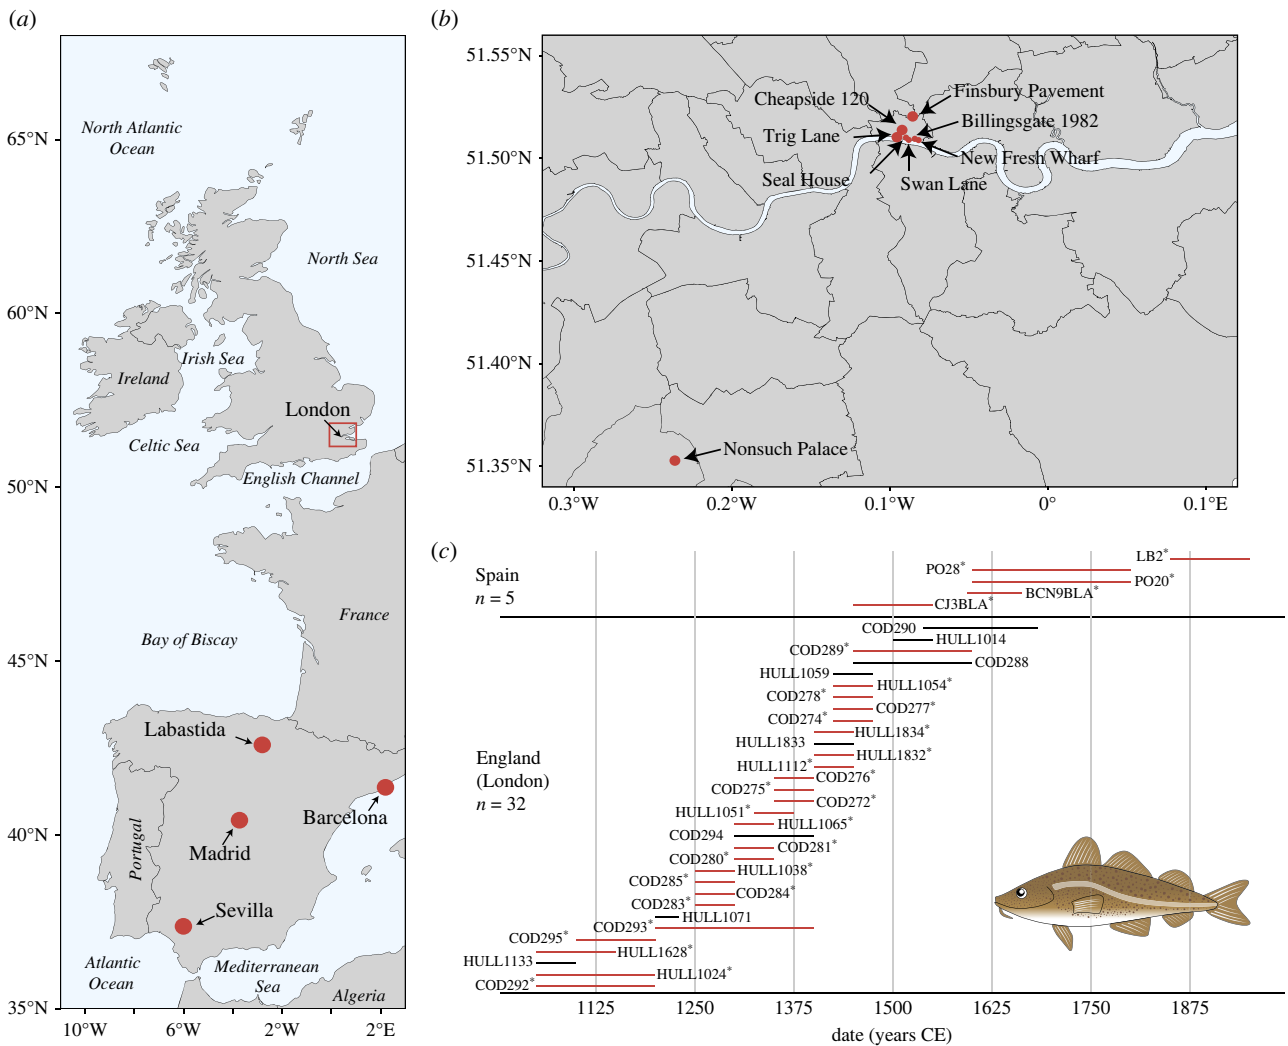 (a)
65°N
60°N
50°N
45°N
40°N
35°N
North Atlantic
Ocean
North Sea
Irish Sea
Ireland
London
Celtic Sea
English Channel
France
Bay of Biscay
Labastida
Barcelona
Madrid
Portugal
Sevilla
Atlantic
Ocean
Mediterranean
Sea
Algeria
10°W
6°W
2°W
2°E
(b)
51.55°N
51.50°N
51.45°N
51.40°N
51.35°N
Cheapside 120
Finsbury Pavement
Trig Lane
Billingsgate 1982
New Fresh Wharf
Seal House
Swan Lane
Nonsuch Palace
0.3°W
0.2°W
0.1°W
0°
0.1°E
(c)
Spain
n = 5
LB2*
PO28*
PO20*
BCN9BLA*
CJ3BLA*
England
(London)
n = 32
COD290
HULL1014
COD289*
COD288
HULL1059
HULL1054*
COD278*
COD277*
COD274*
HULL1834*
HULL1833
HULL1832*
HULL1112*
COD276*
COD275*
COD272*
HULL1051*
HULL1065*
COD294
COD281*
COD280*
HULL1038*
COD285*
COD284*
COD283*
HULL1071
COD293*
COD295*
HULL1628*
HULL1133
HULL1024*
COD292*
1125
1250
1375
1500
1625
1750
1875
date (years CE)